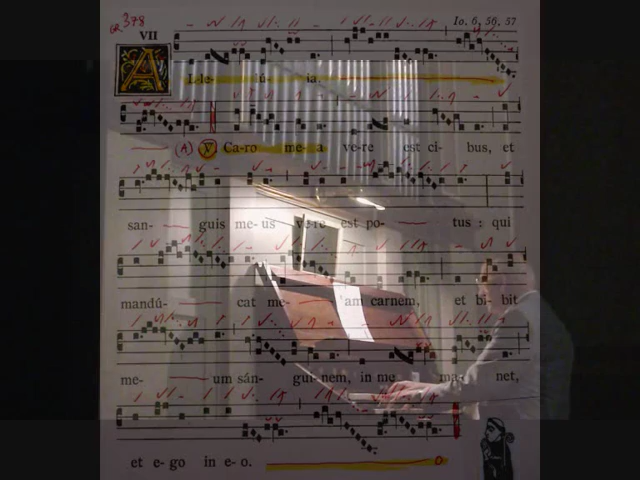 GR 378
VII
Io. 6, 56. 57
Alle- lú- ia.
(A) ℣ Ca-ro me- a ve-re est ci- bus, et
san- guis me-us ve-re est po- tus : qui
mandú- cat me- am carnem, et bi- bit
me- um sán- gui-nem, in me ma- net,
et e-go in e-o.